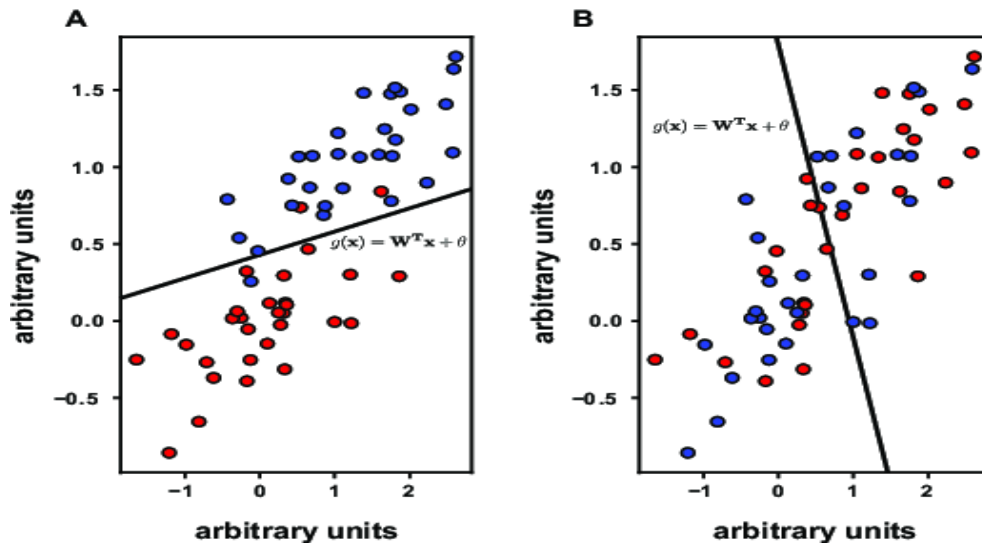 A
1.5
1.0
0.5
0.0
−0.5
−1
0
1
2
arbitrary units
arbitrary units
g(x) = W^T x + θ
B
1.5
1.0
0.5
0.0
−0.5
−1
0
1
2
arbitrary units
arbitrary units
g(x) = W^T x + θ